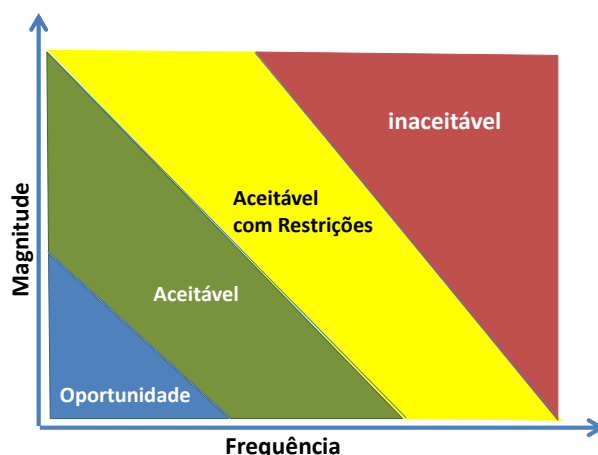 inaceitável
Aceitável
com Restrições
Magnitude
Aceitável
Oportunidade
Frequência